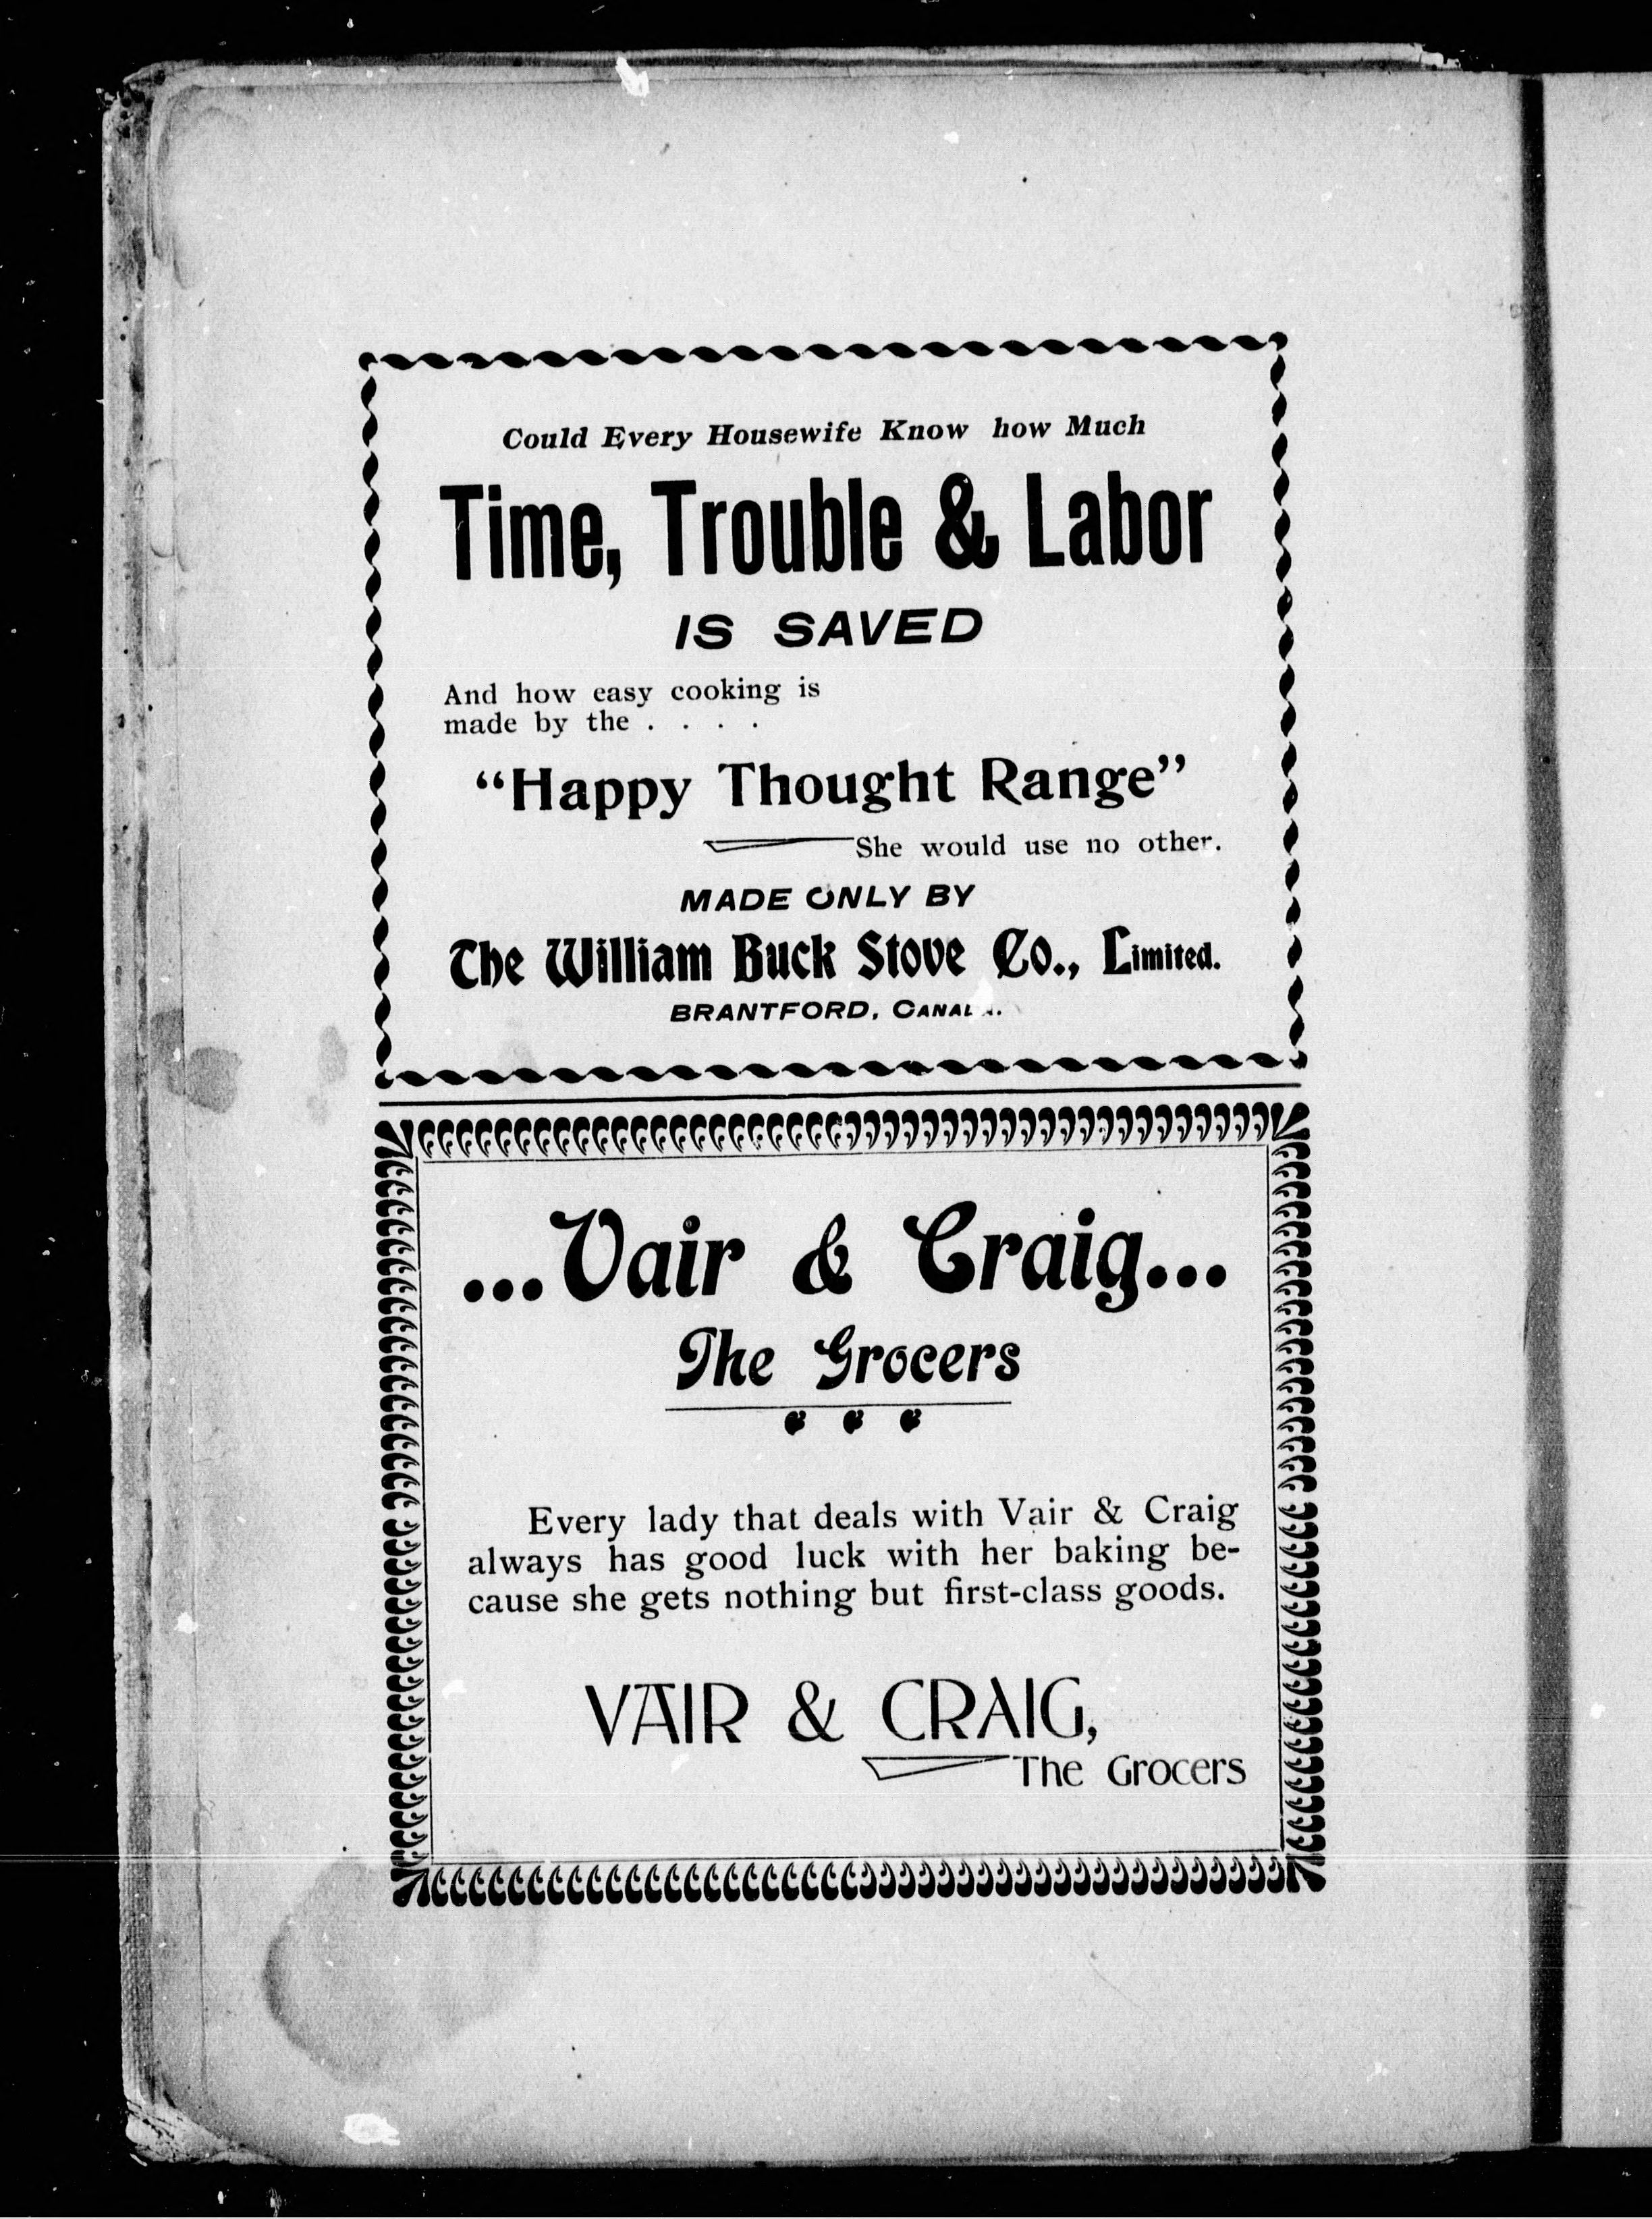 Could Every Housewife Know how Much
Time, Trouble & Labor
IS SAVED
And how easy cooking is
made by the . . . .
“Happy Thought Range”
She would use no other.
MADE ONLY BY
The William Buck Stove Co., Limited.
BRANTFORD, CANADA.
...Vair & Craig...
The Grocers
Every lady that deals with Vair & Craig
always has good luck with her baking be-
cause she gets nothing but first-class goods.
VAIR & CRAIG,
The Grocers